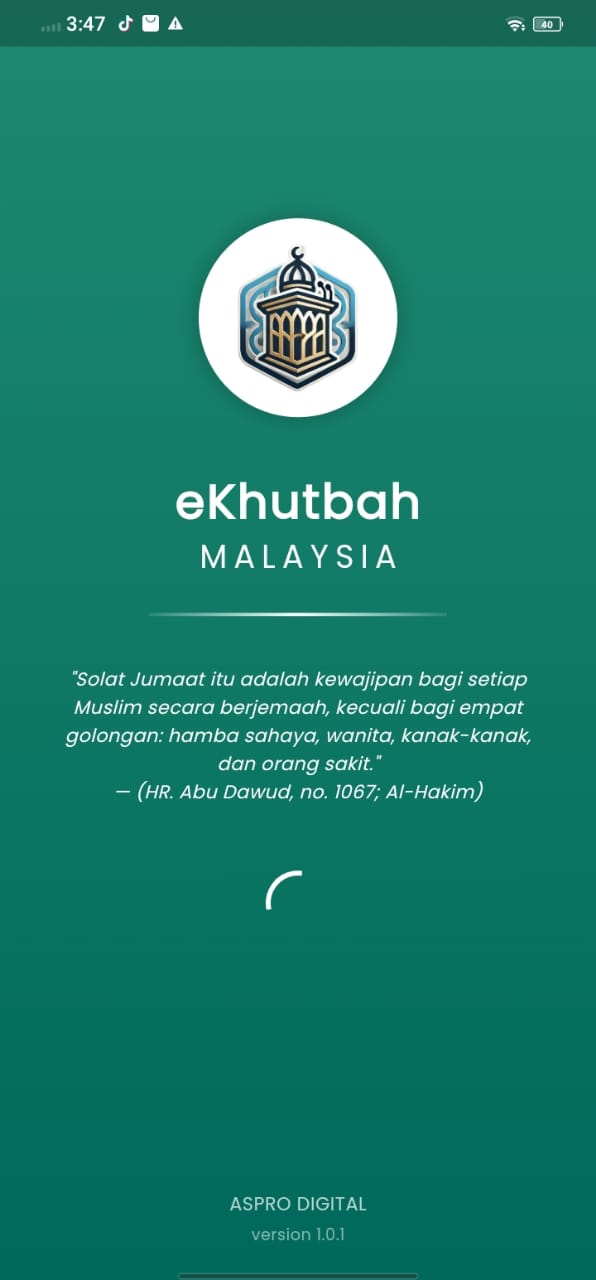 3:47
40
eKhutbah
MALAYSIA
"Solat Jumaat itu adalah kewajipan bagi setiap
Muslim secara berjemaah, kecuali bagi empat
golongan: hamba sahaya, wanita, kanak-kanak,
dan orang sakit."
— (HR. Abu Dawud, no. 1067; Al-Hakim)
ASPRO DIGITAL
version 1.0.1